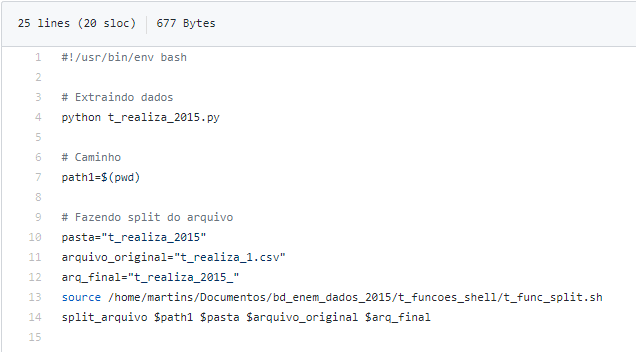 25 lines (20 sloc) 677 Bytes
1 #!/usr/bin/env bash
2
3 # Extraindo dados
4 python t_realiza_2015.py
5
6 # Caminho
7 path1=$(pwd)
8
9 # Fazendo split do arquivo
10 pasta="t_realiza_2015"
11 arquivo_original="t_realiza_1.csv"
12 arq_final="t_realiza_2015_"
13 source /home/martins/Documentos/bd_enem_dados_2015/t_funcoes_shell/t_func_split.sh
14 split_arquivo $path1 $pasta $arquivo_original $arq_final
15